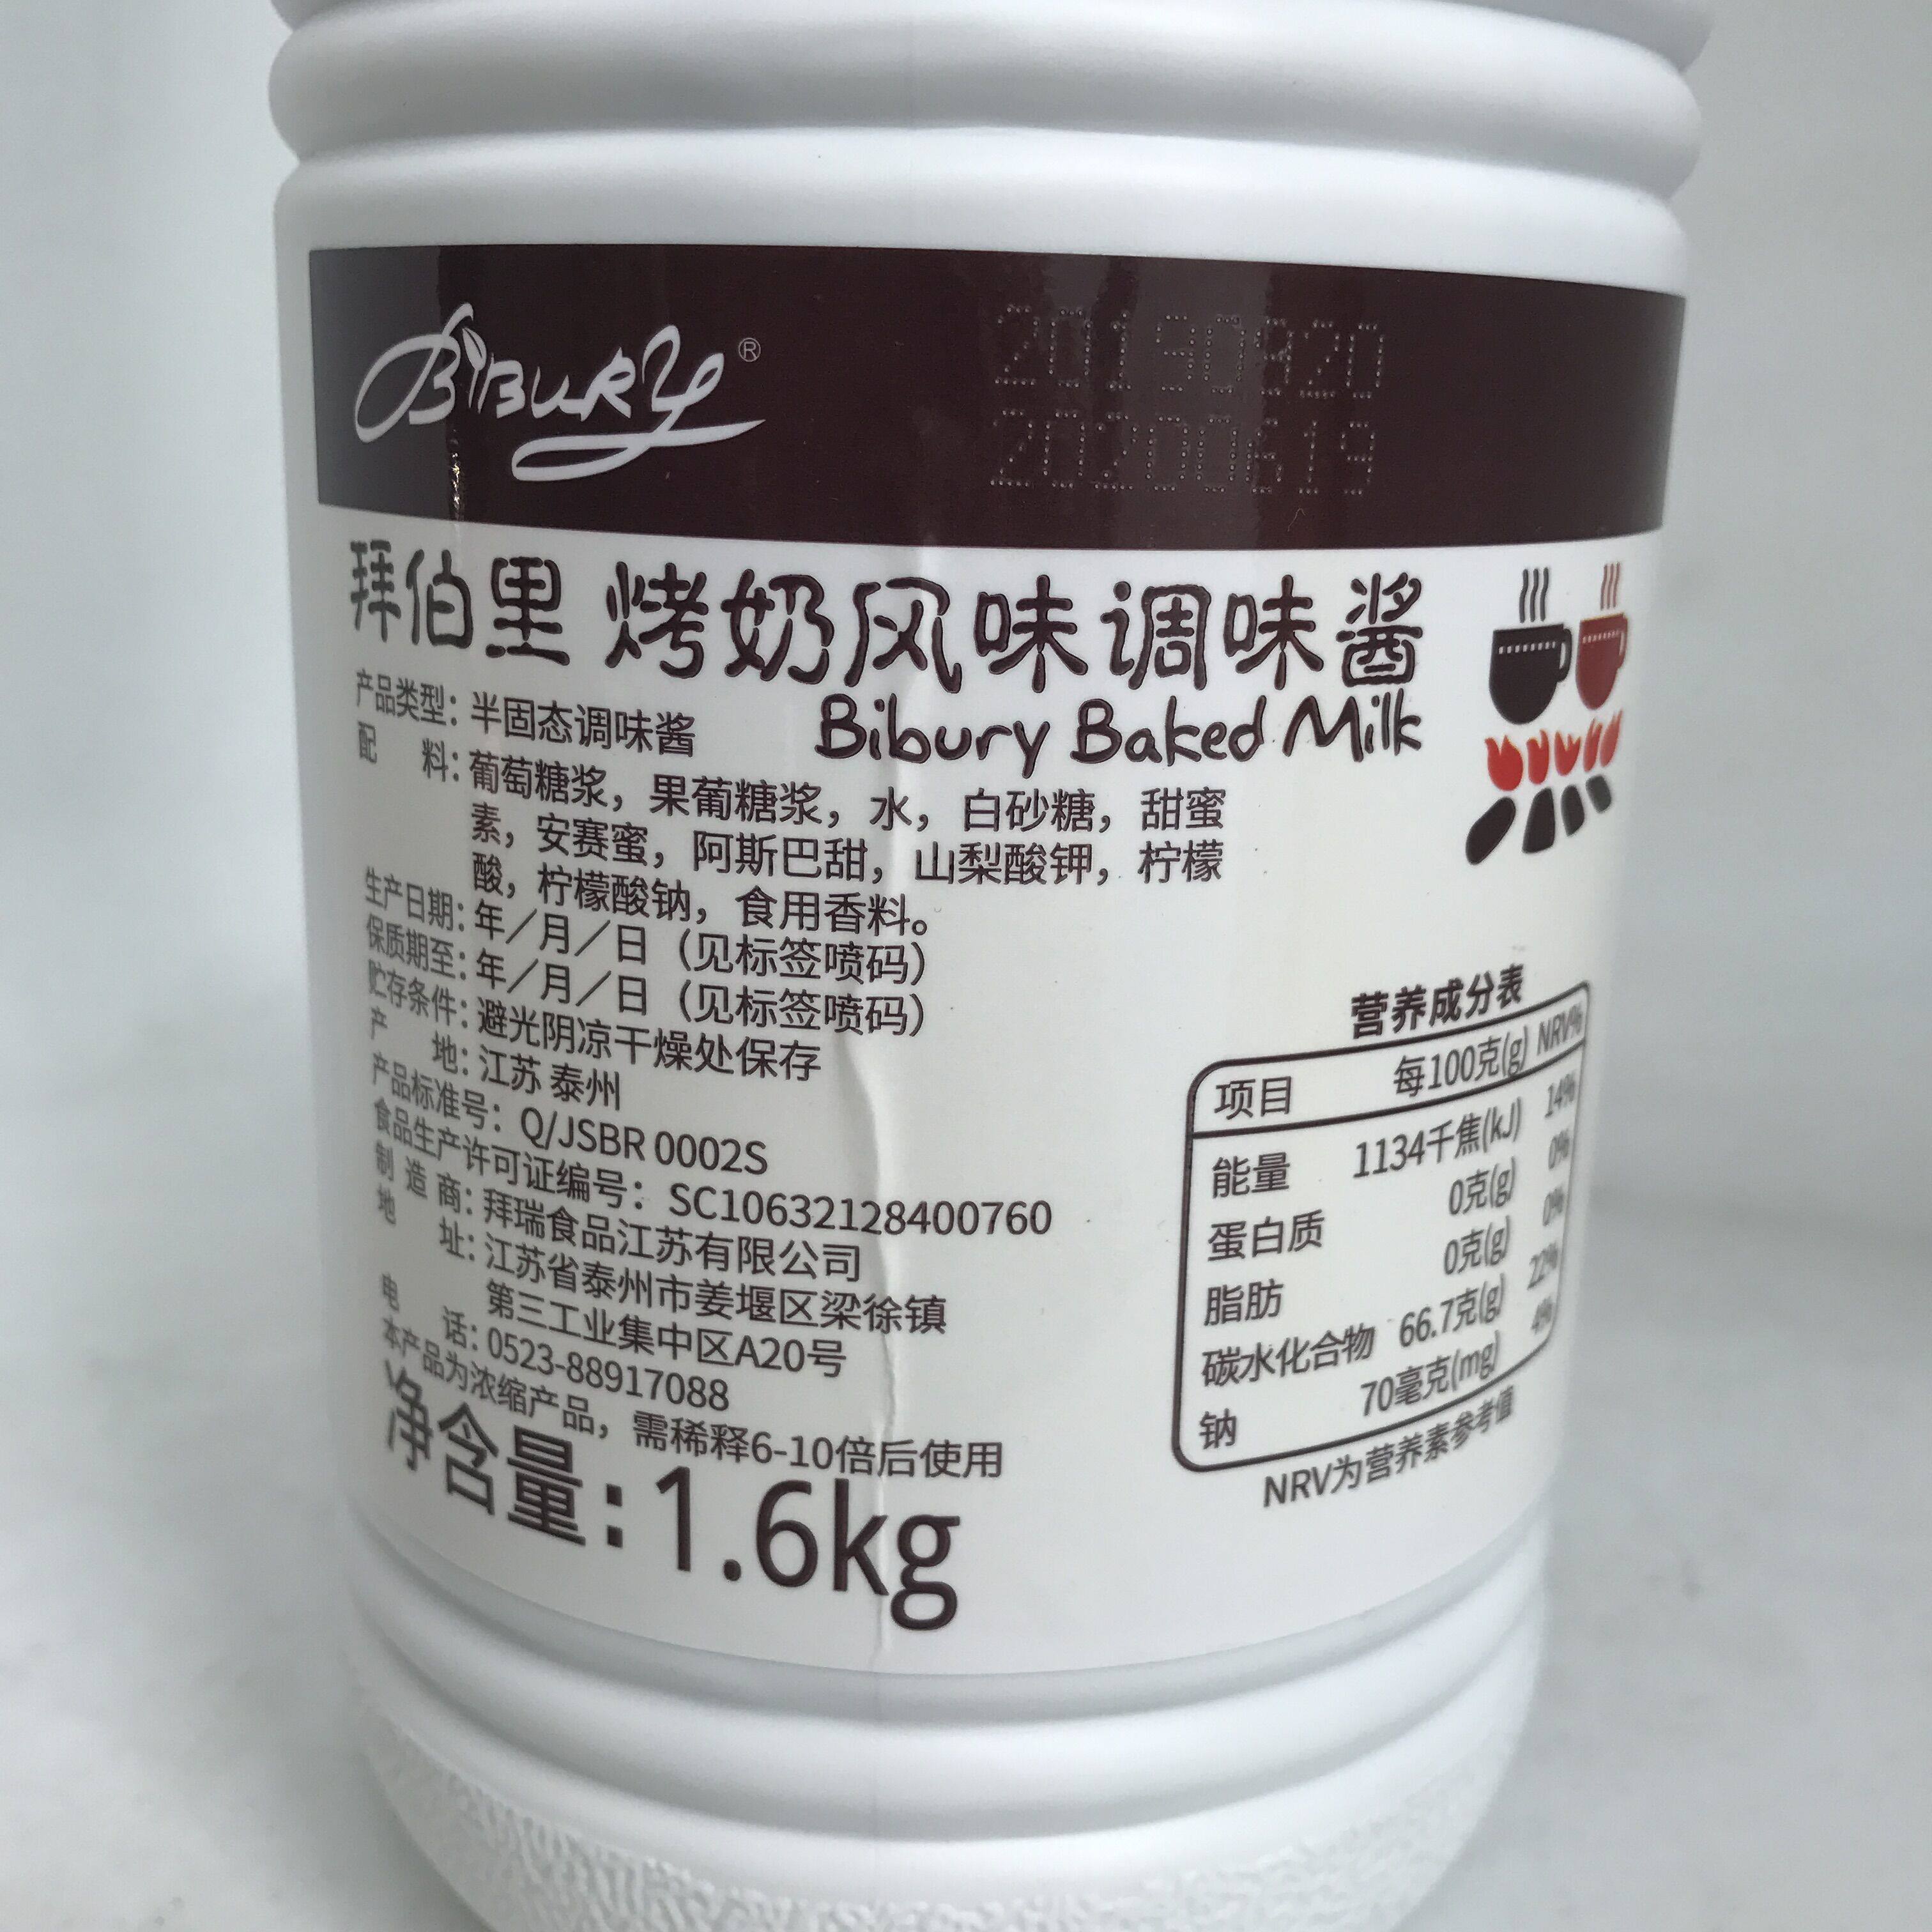 BiBURY®
20190820
20200619
拜伯里 烤奶风味调味酱
Bibury Baked Milk
产品类型：半固态调味酱
配 料：葡萄糖浆，果葡糖浆，水，白砂糖，甜蜜
素，安赛蜜，阿斯巴甜，山梨酸钾，柠檬
酸，柠檬酸钠，食用香料。
生产日期：年／月／日（见标签喷码）
保质期至：年／月／日（见标签喷码）
贮存条件：避光阴凉干燥处保存
产 地：江苏 泰州
产品标准号：Q/JSBR 0002S
食品生产许可证编号：SC10632128400760
制 造 商：拜瑞食品江苏有限公司
地 址：江苏省泰州市姜堰区梁徐镇
第三工业集中区A20号
电 话：0523-88917088
本产品为浓缩产品，需稀释6-10倍后使用
净含量：1.6kg
营养成分表
项目 每100克(g) NRV%
能量 1134千焦(kJ) 14%
蛋白质 0克(g) 0%
脂肪 0克(g) 0%
碳水化合物 66.7克(g) 22%
钠 70毫克(mg) 4%
NRV为营养素参考值